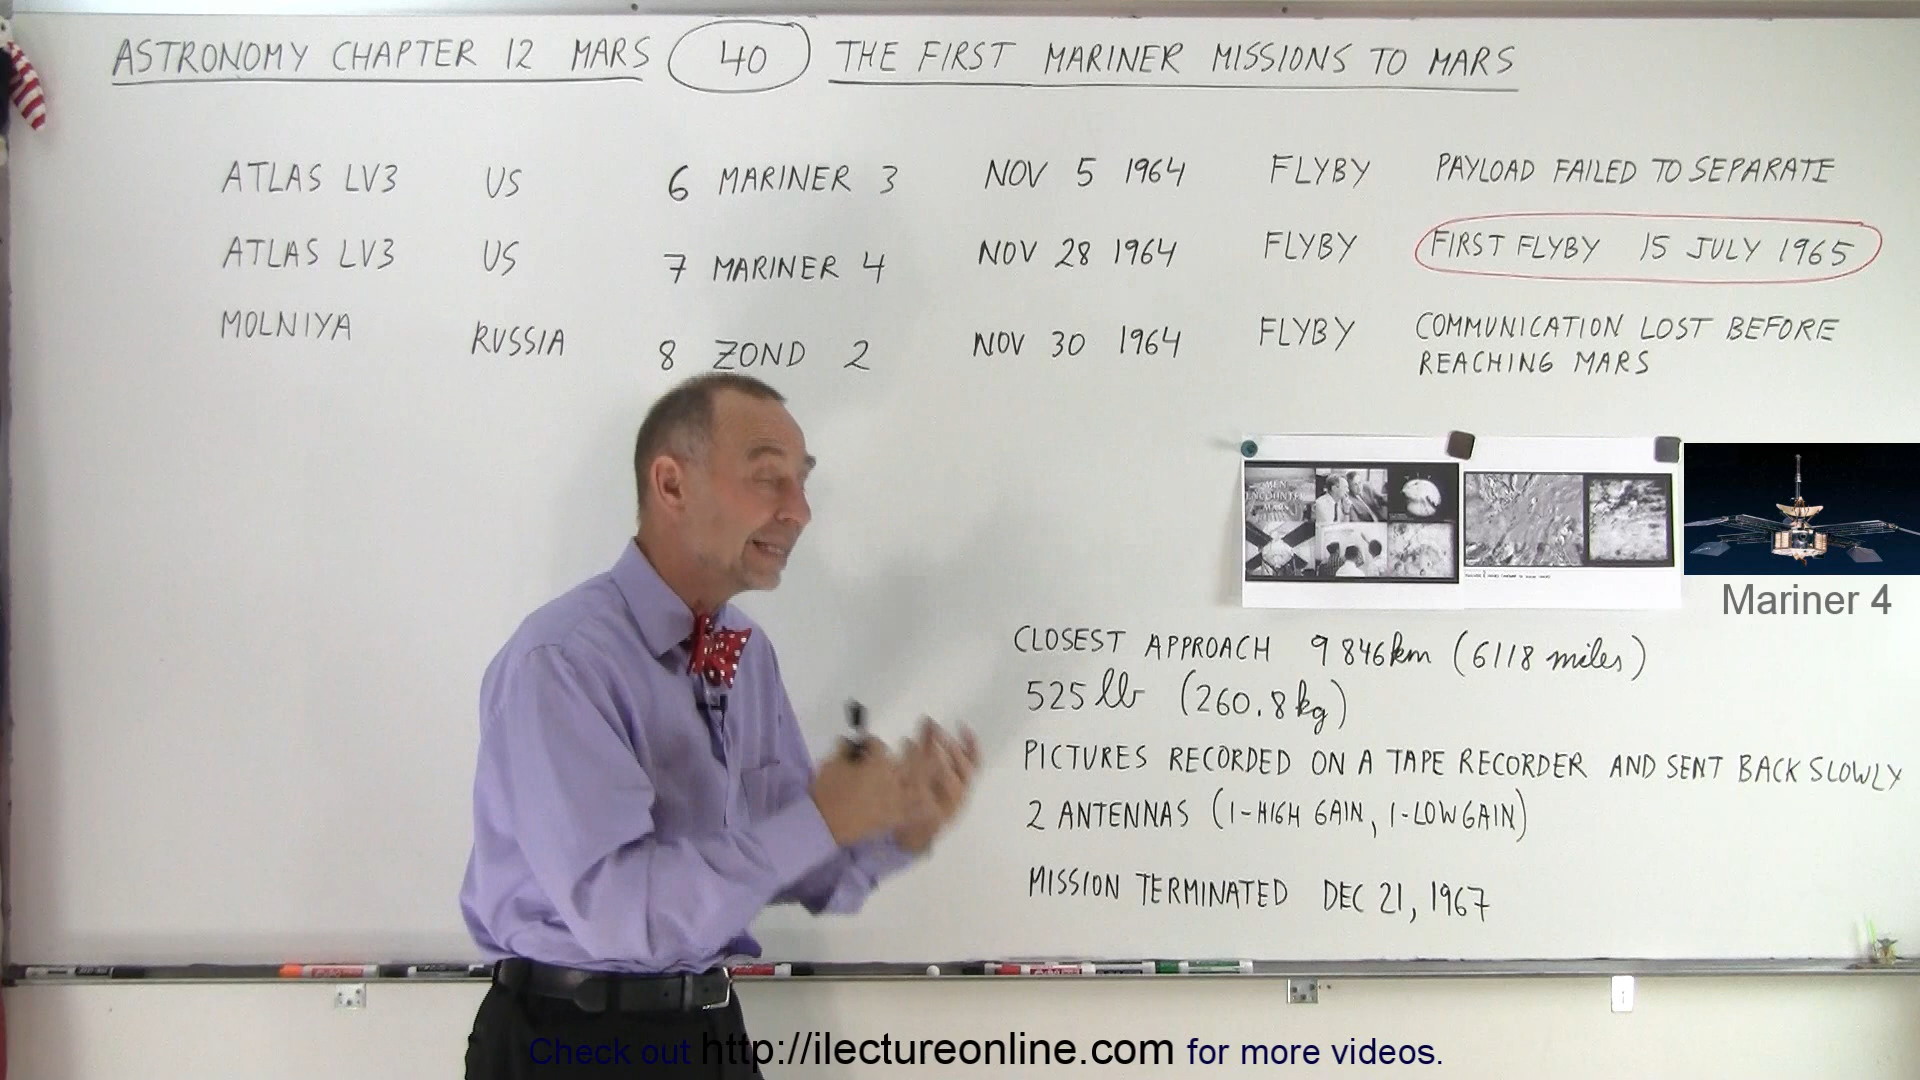 ASTRONOMY CHAPTER 12 MARS 40 THE FIRST MARINER MISSIONS TO MARS
ATLAS LV3 US 6 MARINER 3 NOV 5 1964 FLYBY PAYLOAD FAILED TO SEPARATE
ATLAS LV3 US 7 MARINER 4 NOV 28 1964 FLYBY FIRST FLYBY 15 JULY 1965
MOLNIYA RUSSIA 8 ZOND 2 NOV 30 1964 FLYBY COMMUNICATION LOST BEFORE
REACHING MARS
MEN
ENCOUNTER
MARS
Mariner 4
CLOSEST APPROACH 9846km (6118 miles)
525 lb (260.8kg)
PICTURES RECORDED ON A TAPE RECORDER AND SENT BACK SLOWLY
2 ANTENNAS (1-HIGH GAIN, 1-LOW GAIN)
MISSION TERMINATED DEC 21, 1967
Check out http://ilectureonline.com for more videos.